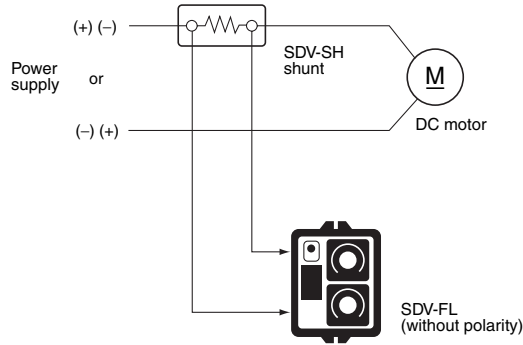 (+) (–)
SDV-SH
shunt
Power
supply
or
M
(–) (+)
DC motor
SDV-FL
(without polarity)